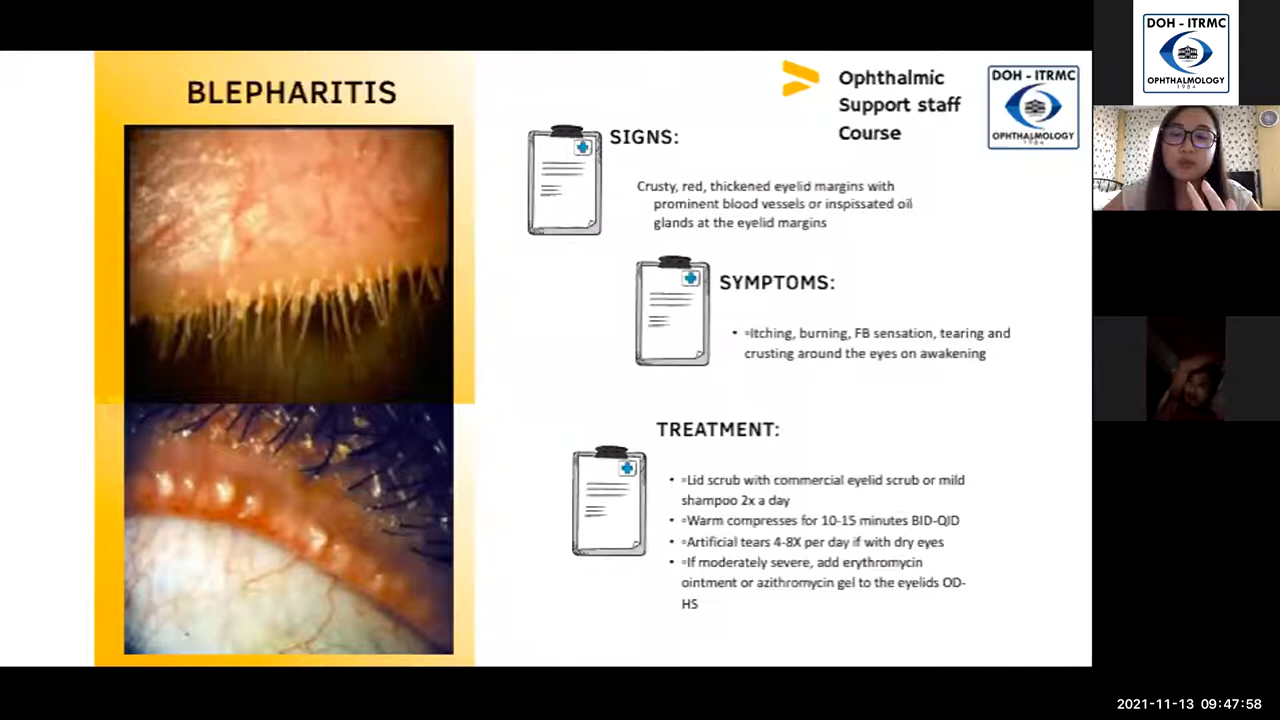 BLEPHARITIS
Ophthalmic
Support staff
Course
DOH - ITRMC
OPHTHALMOLOGY
1984
SIGNS:
Crusty, red, thickened eyelid margins with
prominent blood vessels or inspissated oil
glands at the eyelid margins
SYMPTOMS:
• ▫Itching, burning, FB sensation, tearing and
crusting around the eyes on awakening
TREATMENT:
• ▫Lid scrub with commercial eyelid scrub or mild
shampoo 2x a day
• ▫Warm compresses for 10-15 minutes BID-QID
• ▫Artificial tears 4-8X per day if with dry eyes
• ▫If moderately severe, add erythromycin
ointment or azithromycin gel to the eyelids OD-
HS
DOH - ITRMC
OPHTHALMOLOGY
1984
2021-11-13 09:47:58